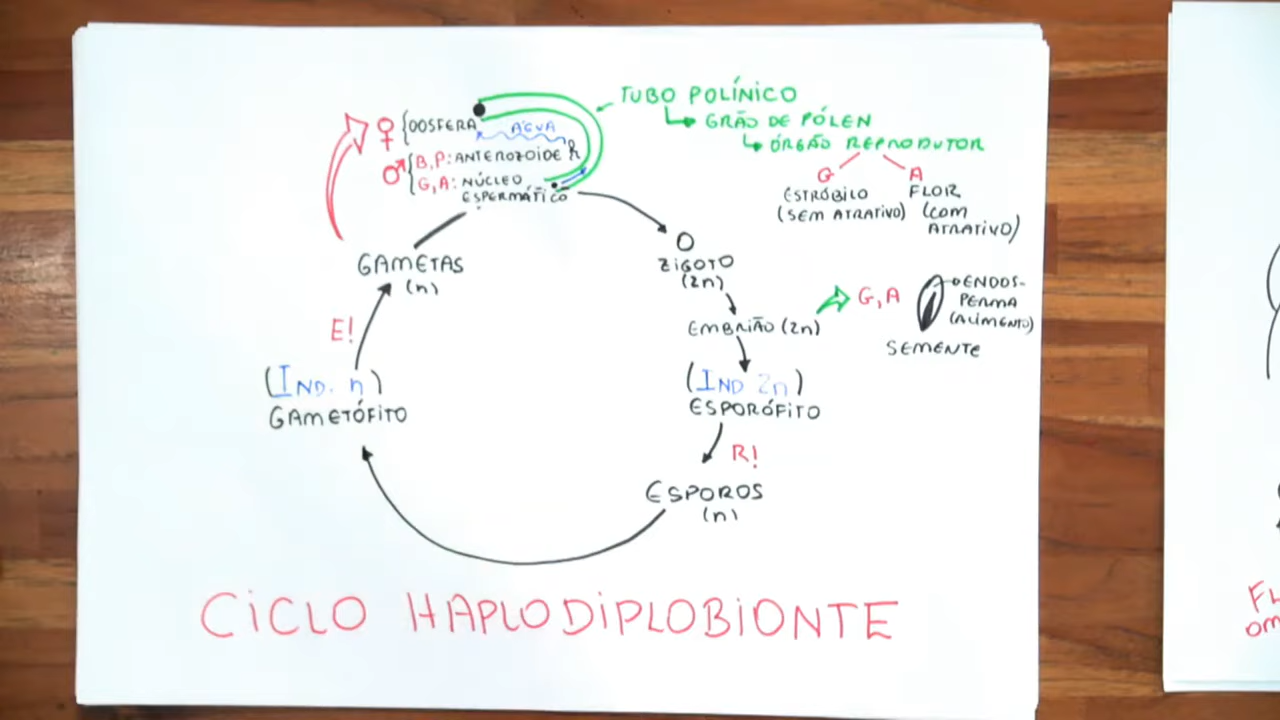 TUBO POLÍNICO
GRÃO DE PÓLEN
ÓRGÃO REPRODUTOR
G
ESTRÓBILO
(SEM ATRATIVO)
A
FLOR
(COM
ATRATIVO)
♀ {OOSFERA
ÁGUA
♂ {B,P: ANTEROZOIDE
G,A: NÚCLEO
ESPERMÁTICO
GAMETAS
(n)
E!
(IND. n)
GAMETÓFITO
ZIGOTO
(2n)
EMBRIÃO (2n)
G, A
ENDOS-
PERMA
(ALIMENTO)
SEMENTE
(IND 2n)
ESPORÓFITO
R!
ESPOROS
(n)
CICLO HAPLODIPLOBIONTE